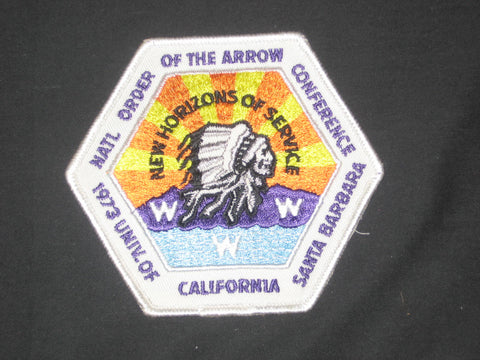 NATL ORDER OF THE ARROW CONFERENCE
1973 UNIV. OF CALIFORNIA SANTA BARBARA
NEW HORIZONS OF SERVICE
W W W